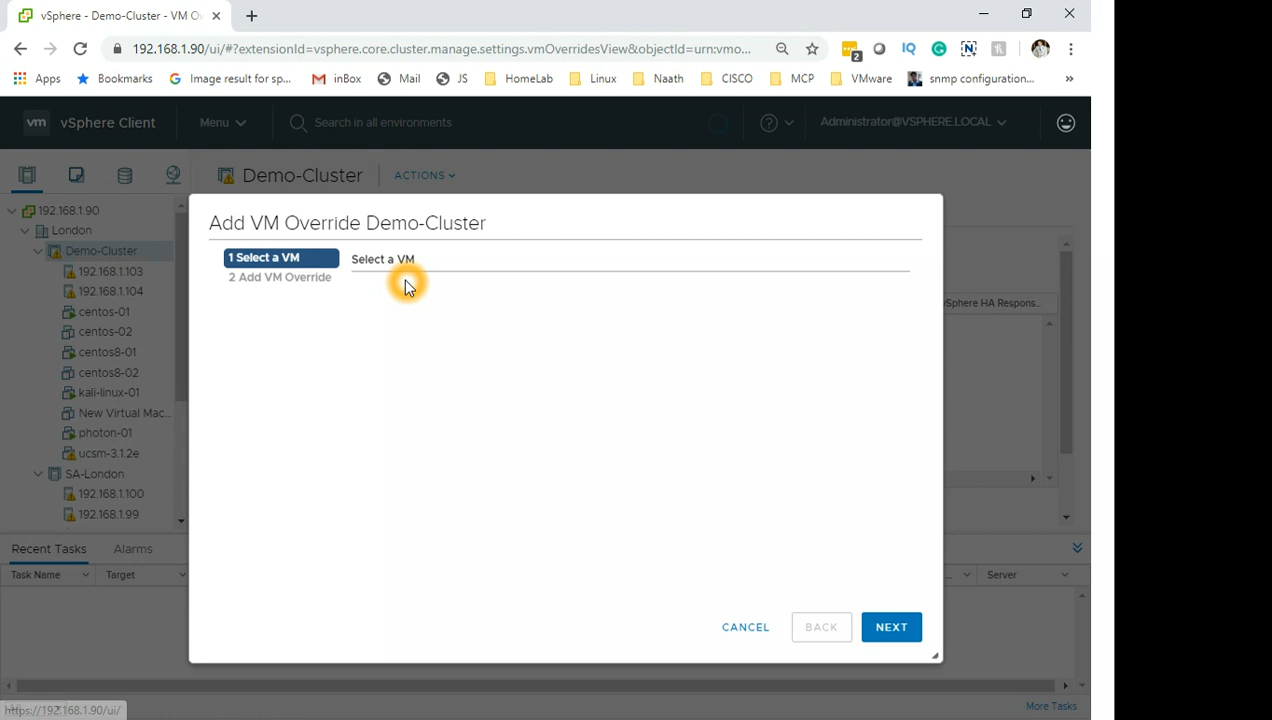 vSphere - Demo-Cluster - VM O
192.168.1.90/ui/#?extensionId=vsphere.core.cluster.manage.settings.vmOverridesView&objectId=urn:vmo...
2
IQ
Apps
Bookmarks
Image result for sp...
inBox
Mail
JS
HomeLab
Linux
Naath
CISCO
MCP
VMware
snmp configuration...
»
vm
vSphere Client
Menu
Search in all environments
Administrator@VSPHERE.LOCAL
Demo-Cluster
ACTIONS
192.168.1.90
London
Demo-Cluster
192.168.1.103
192.168.1.104
centos-01
centos-02
centos8-01
centos8-02
kali-linux-01
New Virtual Mac...
photon-01
ucsm-3.1.2e
SA-London
192.168.1.100
192.168.1.99
Add VM Override Demo-Cluster
1 Select a VM
2 Add VM Override
Select a VM
vSphere HA Respons...
CANCEL
BACK
NEXT
Recent Tasks
Alarms
Task Name
Target
...
Server
More Tasks
https://192.168.1.90/ui/